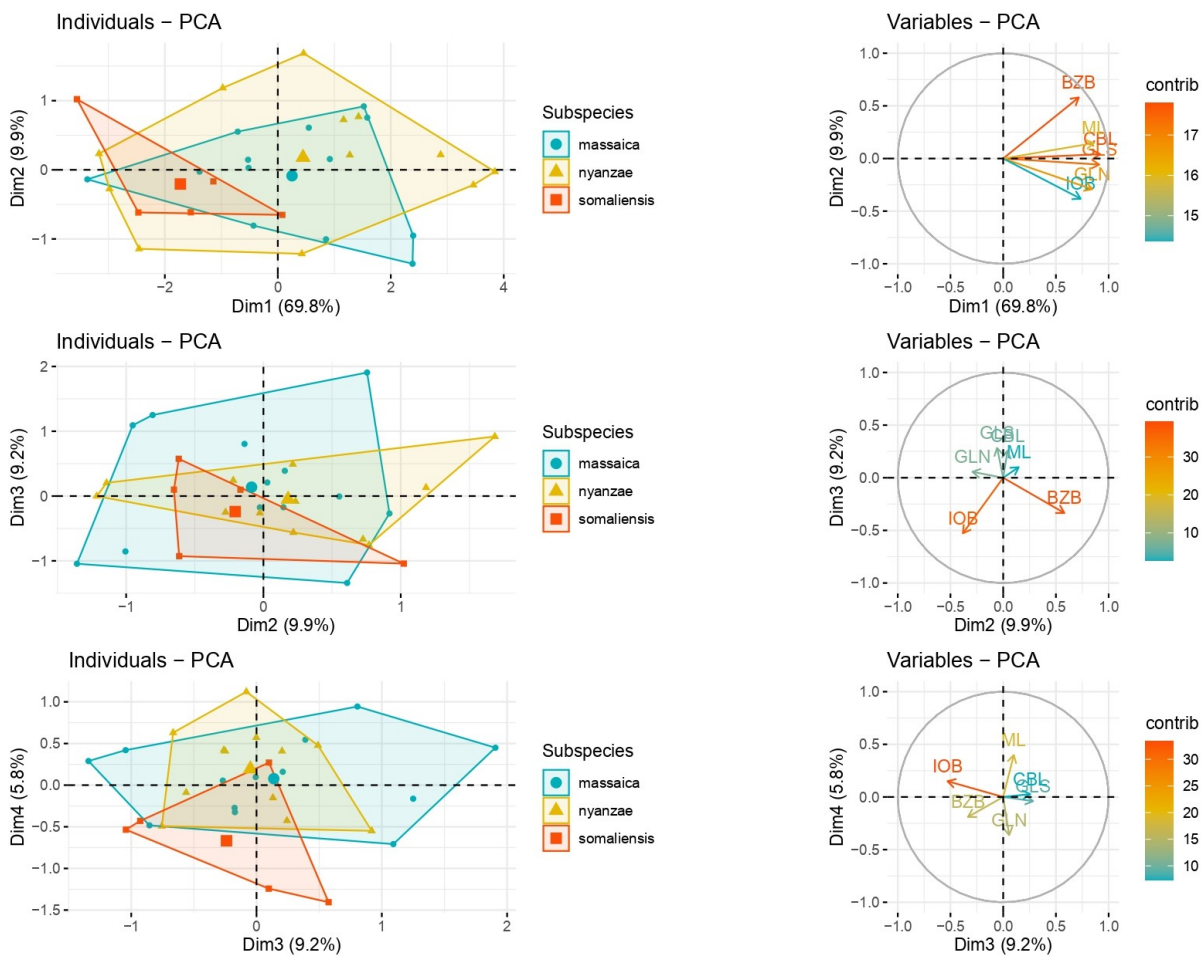 Individuals − PCA
Variables − PCA
1
0
−1
Dim2 (9.9%)
−2
0
2
4
Dim1 (69.8%)
Subspecies
massaica
nyanzae
somaliensis
1.0
0.5
0.0
−0.5
−1.0
Dim2 (9.9%)
BZB
ML
CBL
GLS
GLN
IOB
−1.0
−0.5
0.0
0.5
1.0
Dim1 (69.8%)
contrib
17
16
15
Individuals − PCA
Variables − PCA
2
1
0
−1
Dim3 (9.2%)
−1
0
1
Dim2 (9.9%)
Subspecies
massaica
nyanzae
somaliensis
1.0
0.5
0.0
−0.5
−1.0
Dim3 (9.2%)
GLS
CBL
ML
GLN
BZB
IOB
−1.0
−0.5
0.0
0.5
1.0
Dim2 (9.9%)
contrib
30
20
10
Individuals − PCA
Variables − PCA
1.0
0.5
0.0
−0.5
−1.0
−1.5
Dim4 (5.8%)
−1
0
1
2
Dim3 (9.2%)
Subspecies
massaica
nyanzae
somaliensis
1.0
0.5
0.0
−0.5
−1.0
Dim4 (5.8%)
ML
IOB
CBL
GLS
BZB
GLN
−1.0
−0.5
0.0
0.5
1.0
Dim3 (9.2%)
contrib
30
25
20
15
10